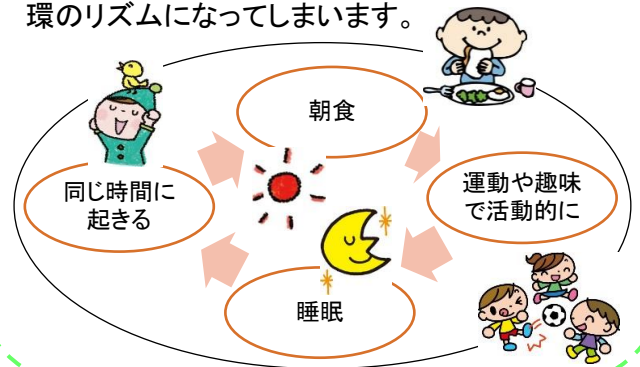 環のリズムになってしまいます。
朝食
同じ時間に
起きる
運動や趣味
で活動的に
睡眠